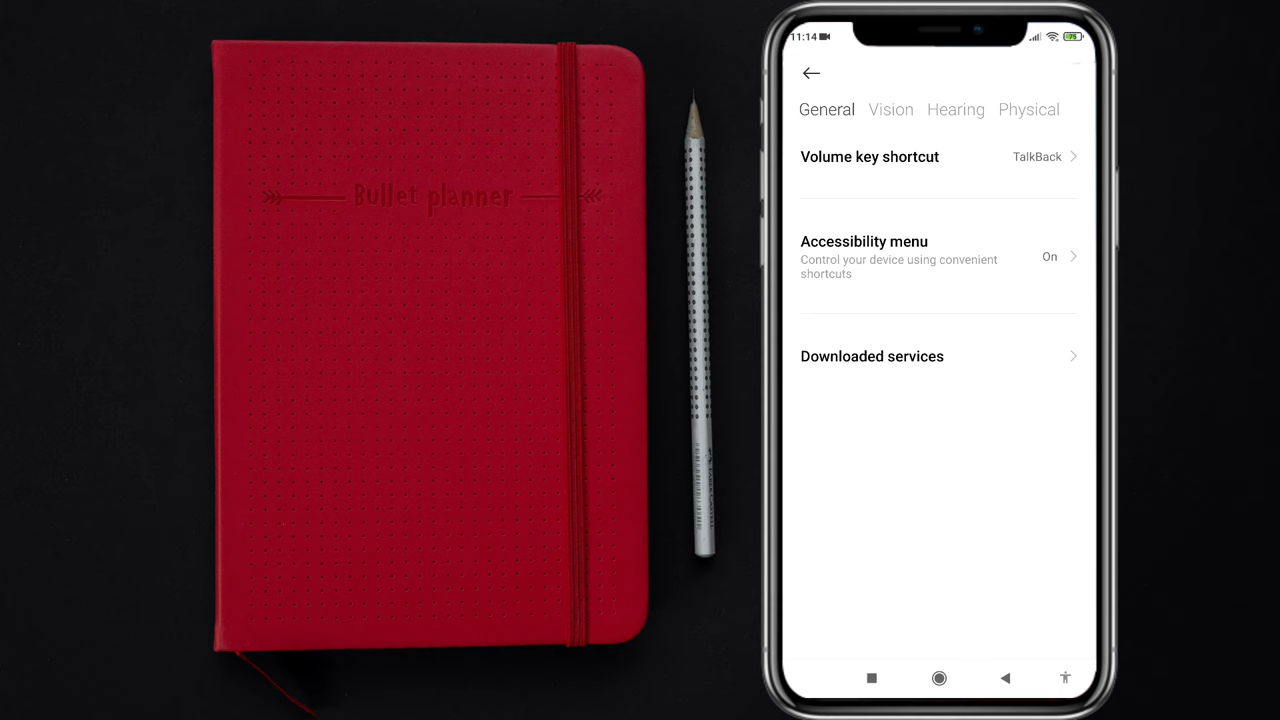 Bullet planner
11:14
75
General Vision Hearing Physical
Volume key shortcut
TalkBack
Accessibility menu
Control your device using convenient
shortcuts
On
Downloaded services